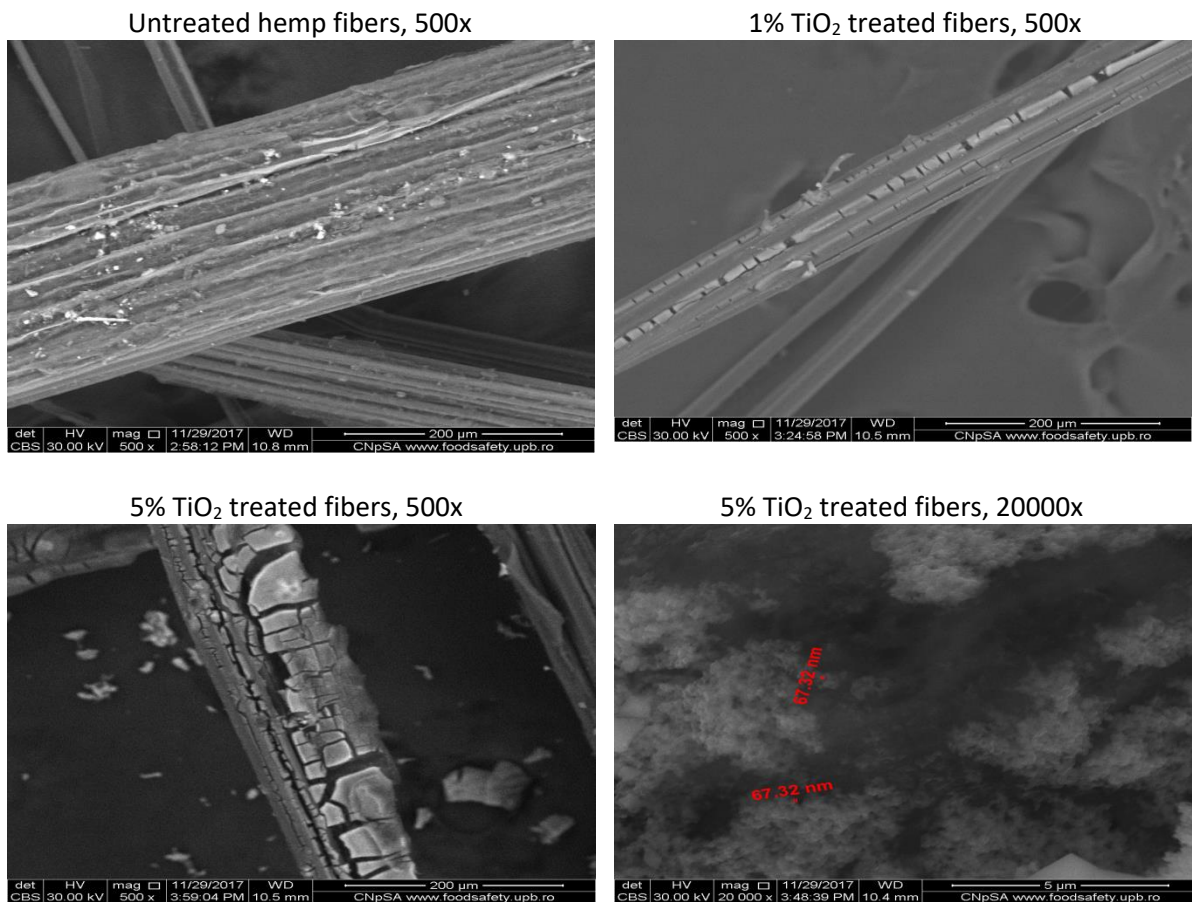 Untreated hemp fibers, 500x
det HV mag □ 11/29/2017 WD 200 µm
CBS 30.00 kV 500 x 2:58:12 PM 10.8 mm CNpSA www.foodsafety.upb.ro
1% TiO₂ treated fibers, 500x
det HV mag □ 11/29/2017 WD 200 µm
CBS 30.00 kV 500 x 3:24:58 PM 10.5 mm CNpSA www.foodsafety.upb.ro
5% TiO₂ treated fibers, 500x
det HV mag □ 11/29/2017 WD 200 µm
CBS 30.00 kV 500 x 3:59:04 PM 10.5 mm CNpSA www.foodsafety.upb.ro
5% TiO₂ treated fibers, 20000x
67.32 nm
67.32 nm
det HV mag □ 11/29/2017 WD 5 µm
CBS 30.00 kV 20 000 x 3:48:39 PM 10.4 mm CNpSA www.foodsafety.upb.ro